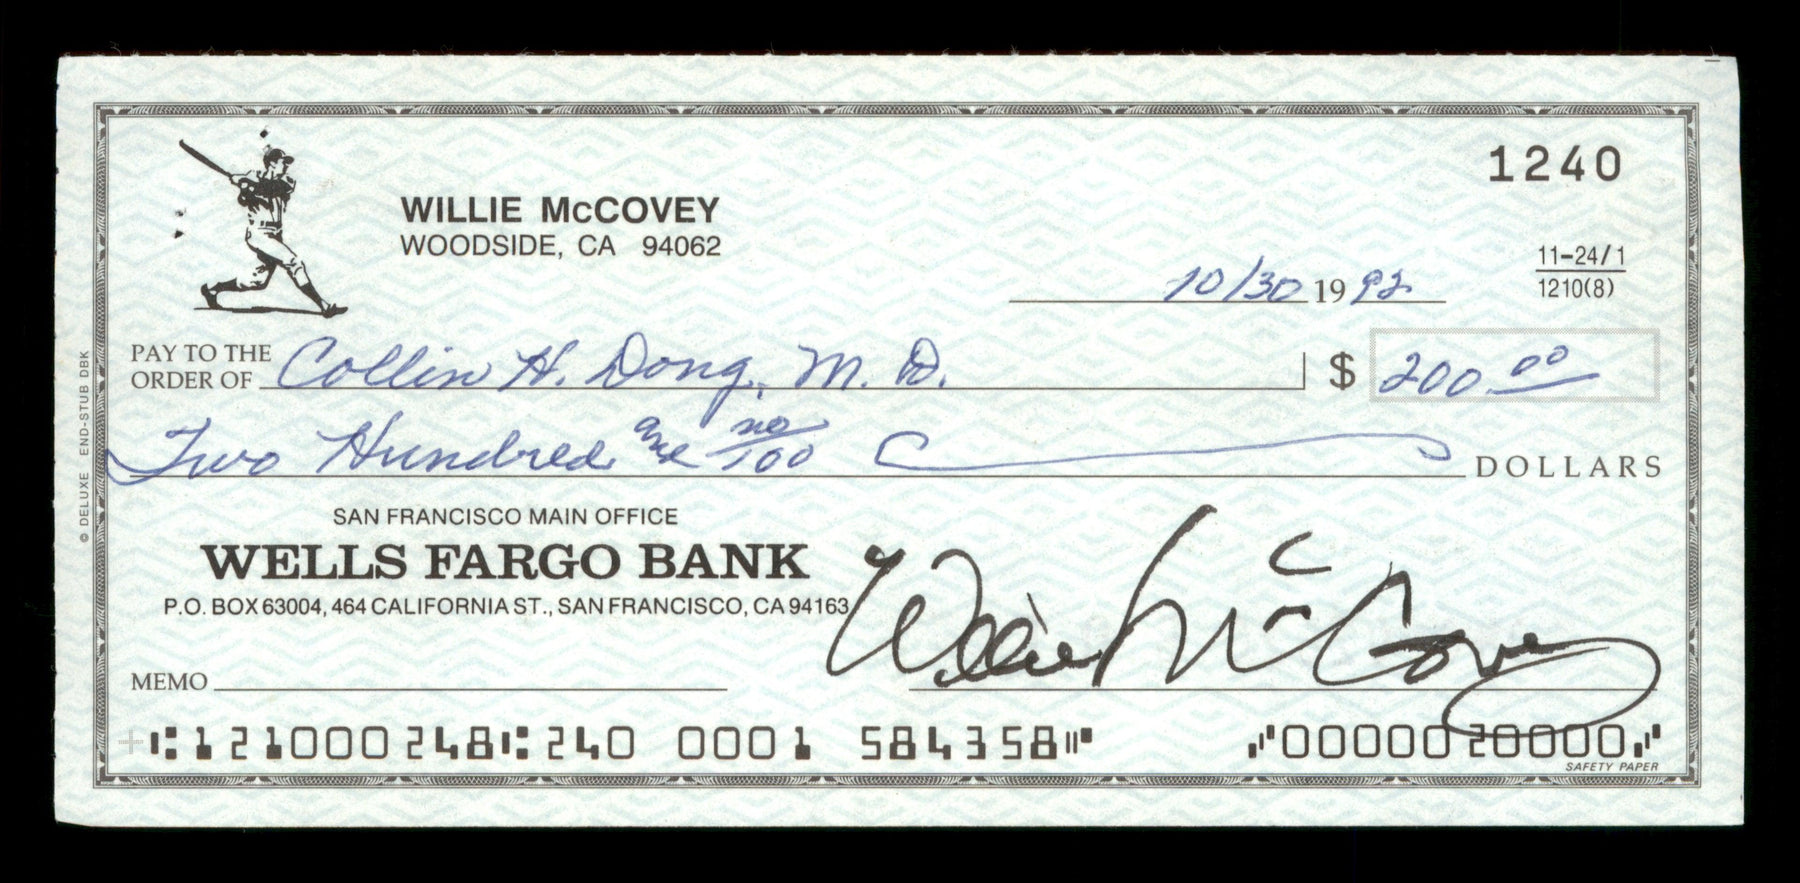 1240
WILLIE McCOVEY
WOODSIDE, CA 94062
11-24/1
1210(8)
10/30 19 92
PAY TO THE
ORDER OF Collin H. Dong, M. D. $ 200.00
Two Hundred and no/100 DOLLARS
© DELUXE END-STUB DBK
SAN FRANCISCO MAIN OFFICE
WELLS FARGO BANK
P.O. BOX 63004, 464 CALIFORNIA ST., SAN FRANCISCO, CA 94163
Willie McCovey
MEMO
⑆121000248⑆240 0001 584358⑈ ⑇0000020000⑇
SAFETY PAPER